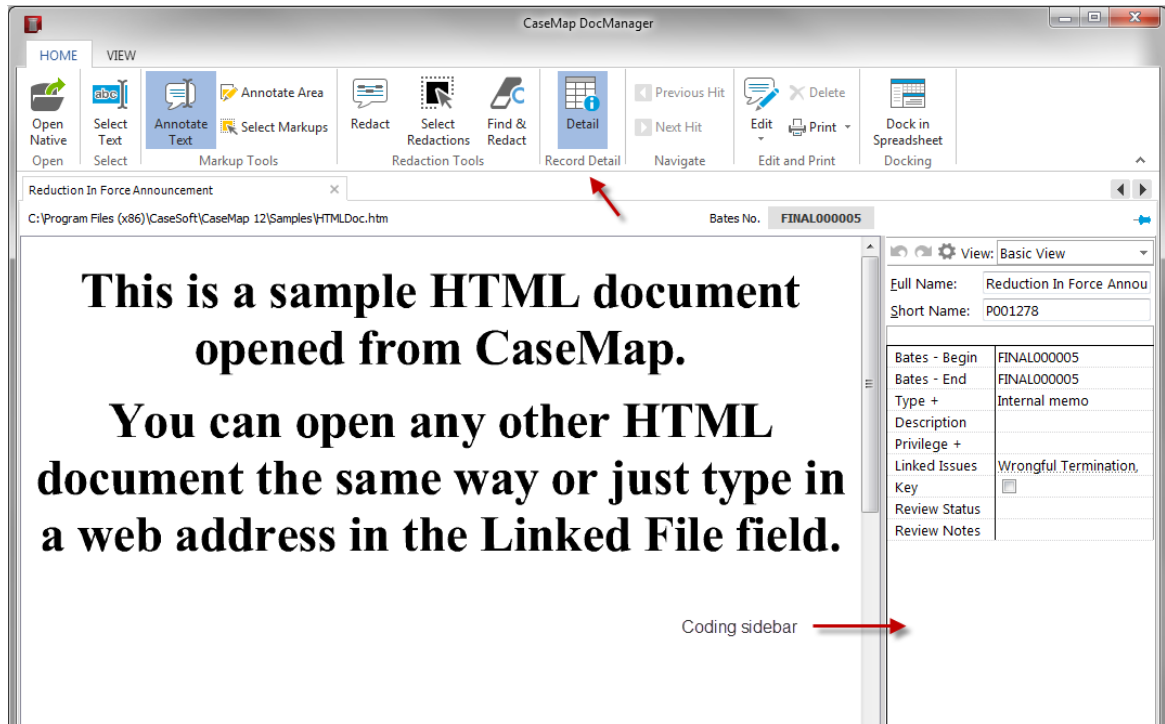 CaseMap DocManager
HOME VIEW
Open Native
Select Text
Annotate Text
Annotate Area
Select Markups
Redact
Select Redactions
Find & Redact
Detail
Previous Hit
Next Hit
Edit
Delete
Print
Dock in Spreadsheet
Open Select Markup Tools Redaction Tools Record Detail Navigate Edit and Print Docking
Reduction In Force Announcement
C:\Program Files (x86)\CaseSoft\CaseMap 12\Samples\HTMLDoc.htm Bates No. FINAL000005
This is a sample HTML document
opened from CaseMap.
You can open any other HTML
document the same way or just type in
a web address in the Linked File field.
Coding sidebar
View: Basic View
Full Name: Reduction In Force Annou
Short Name: P001278
Bates - Begin FINAL000005
Bates - End FINAL000005
Type + Internal memo
Description
Privilege +
Linked Issues Wrongful Termination,
Key
Review Status
Review Notes